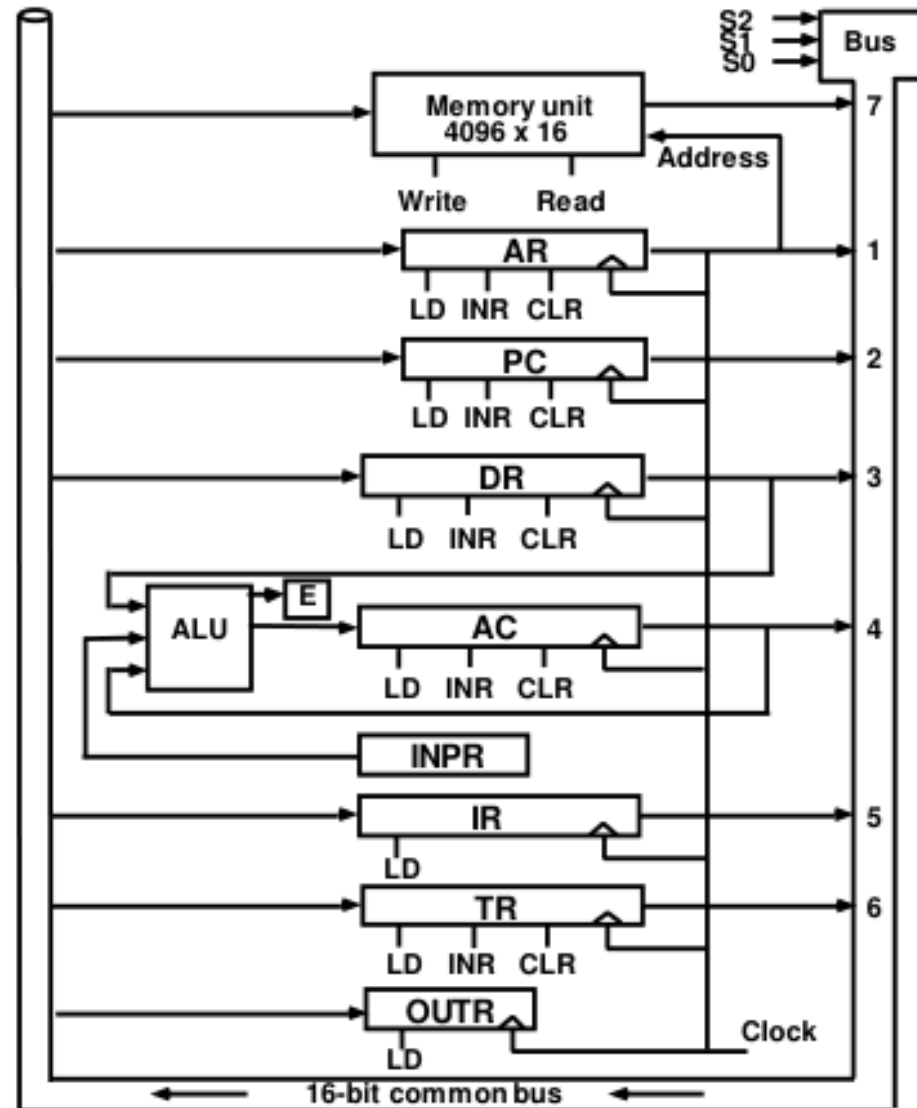 S2
S1
S0
Bus
Memory unit
4096 x 16
7
Address
Write Read
AR
1
LD INR CLR
PC
2
LD INR CLR
DR
3
LD INR CLR
E
ALU
AC
4
LD INR CLR
INPR
IR
5
LD
TR
6
LD INR CLR
OUTR
LD
Clock
16-bit common bus